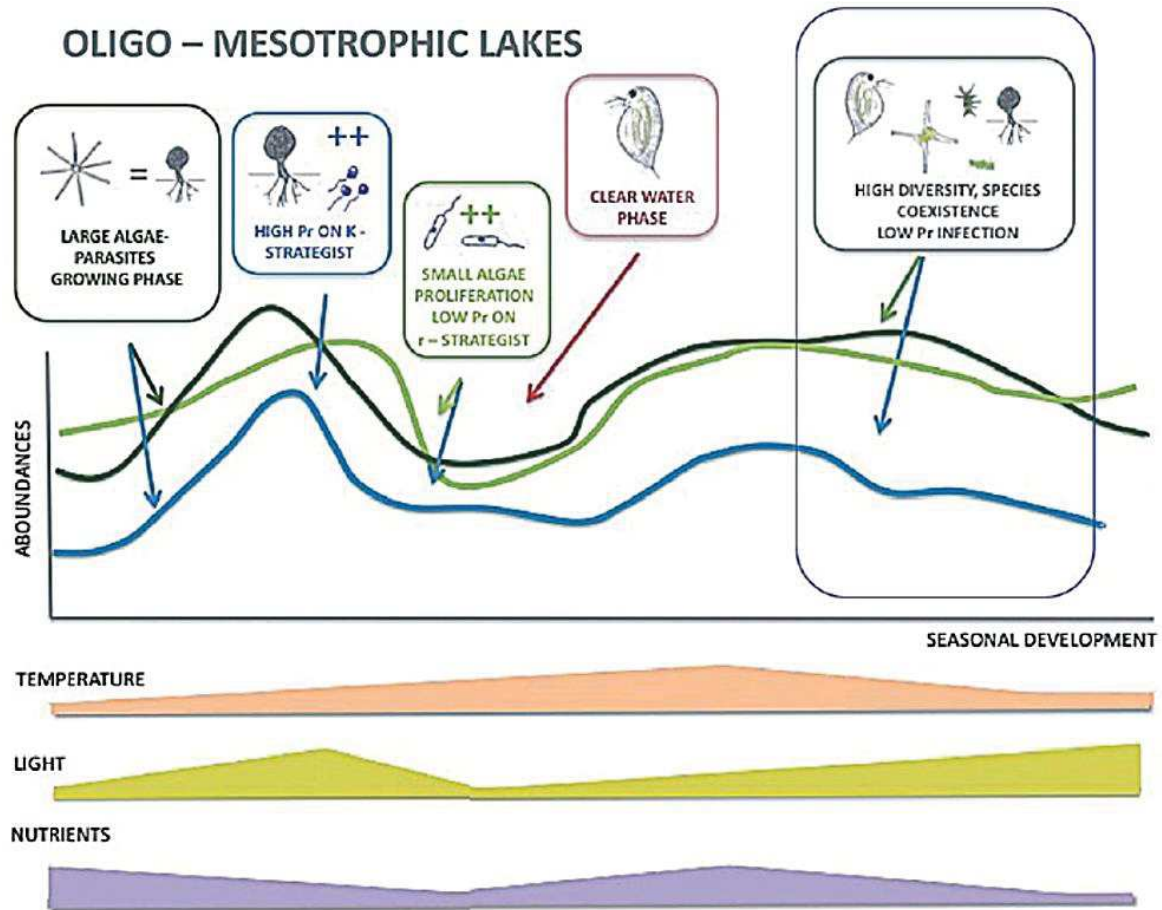 OLIGO – MESOTROPHIC LAKES
=
LARGE ALGAE-
PARASITES
GROWING PHASE
++
HIGH Pr ON K -
STRATEGIST
++
SMALL ALGAE
PROLIFERATION
LOW Pr ON
r – STRATEGIST
CLEAR WATER
PHASE
HIGH DIVERSITY, SPECIES
COEXISTENCE
LOW Pr INFECTION
ABOUNDANCES
SEASONAL DEVELOPMENT
TEMPERATURE
LIGHT
NUTRIENTS